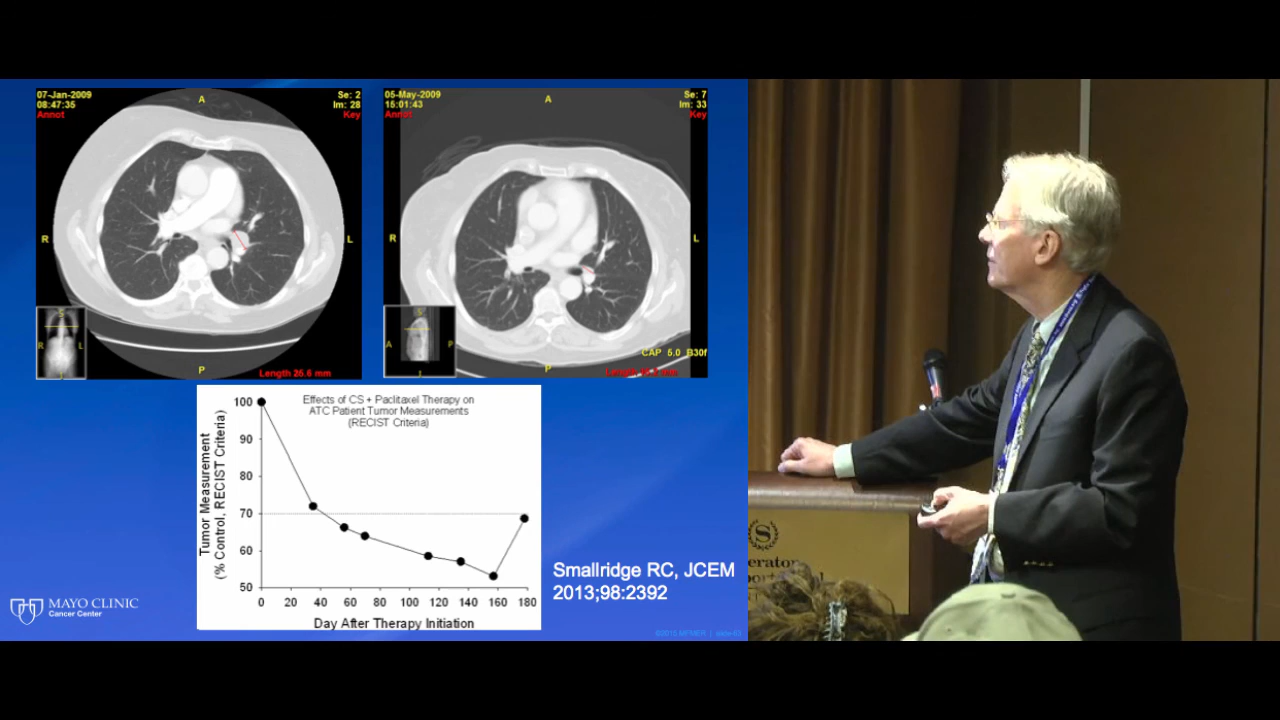 07-Jan-2009
08:47:35
Annot
A
Se: 2
Im: 28
Key
R
L
S
R
L
P
Length 25.6 mm
05-May-2009
15:01:43
Annot
A
Se: 7
Im: 33
Key
R
L
S
A
P
CAP 5.0 B30f
P
Effects of CS + Paclitaxel Therapy on
ATC Patient Tumor Measurements
(RECIST Criteria)
Tumor Measurement
(% Control, RECIST Criteria)
100
90
80
70
60
50
0 20 40 60 80 100 120 140 160 180
Day After Therapy Initiation
Smallridge RC, JCEM
2013;98:2392
MAYO CLINIC
Cancer Center
S